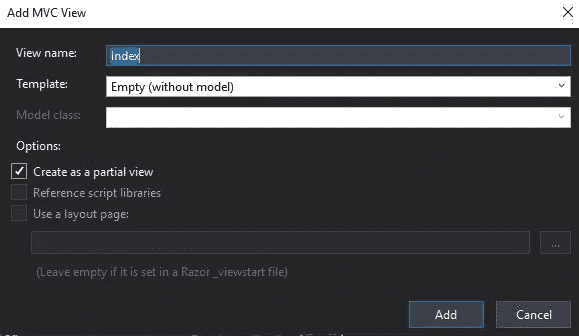 Add MVC View
View name:
index
Template:
Empty (without model)
Model class:
Options:
Create as a partial view
Reference script libraries
Use a layout page:
...
(Leave empty if it is set in a Razor _viewstart file)
Add
Cancel